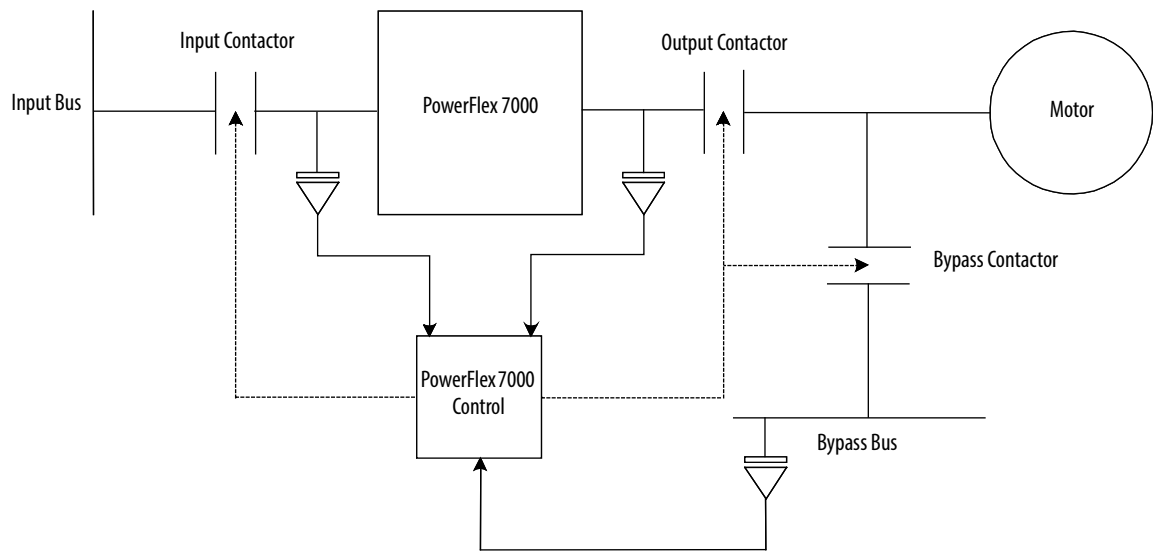 Input Contactor
Output Contactor
Input Bus
PowerFlex 7000
Motor
Bypass Contactor
PowerFlex 7000
Control
Bypass Bus